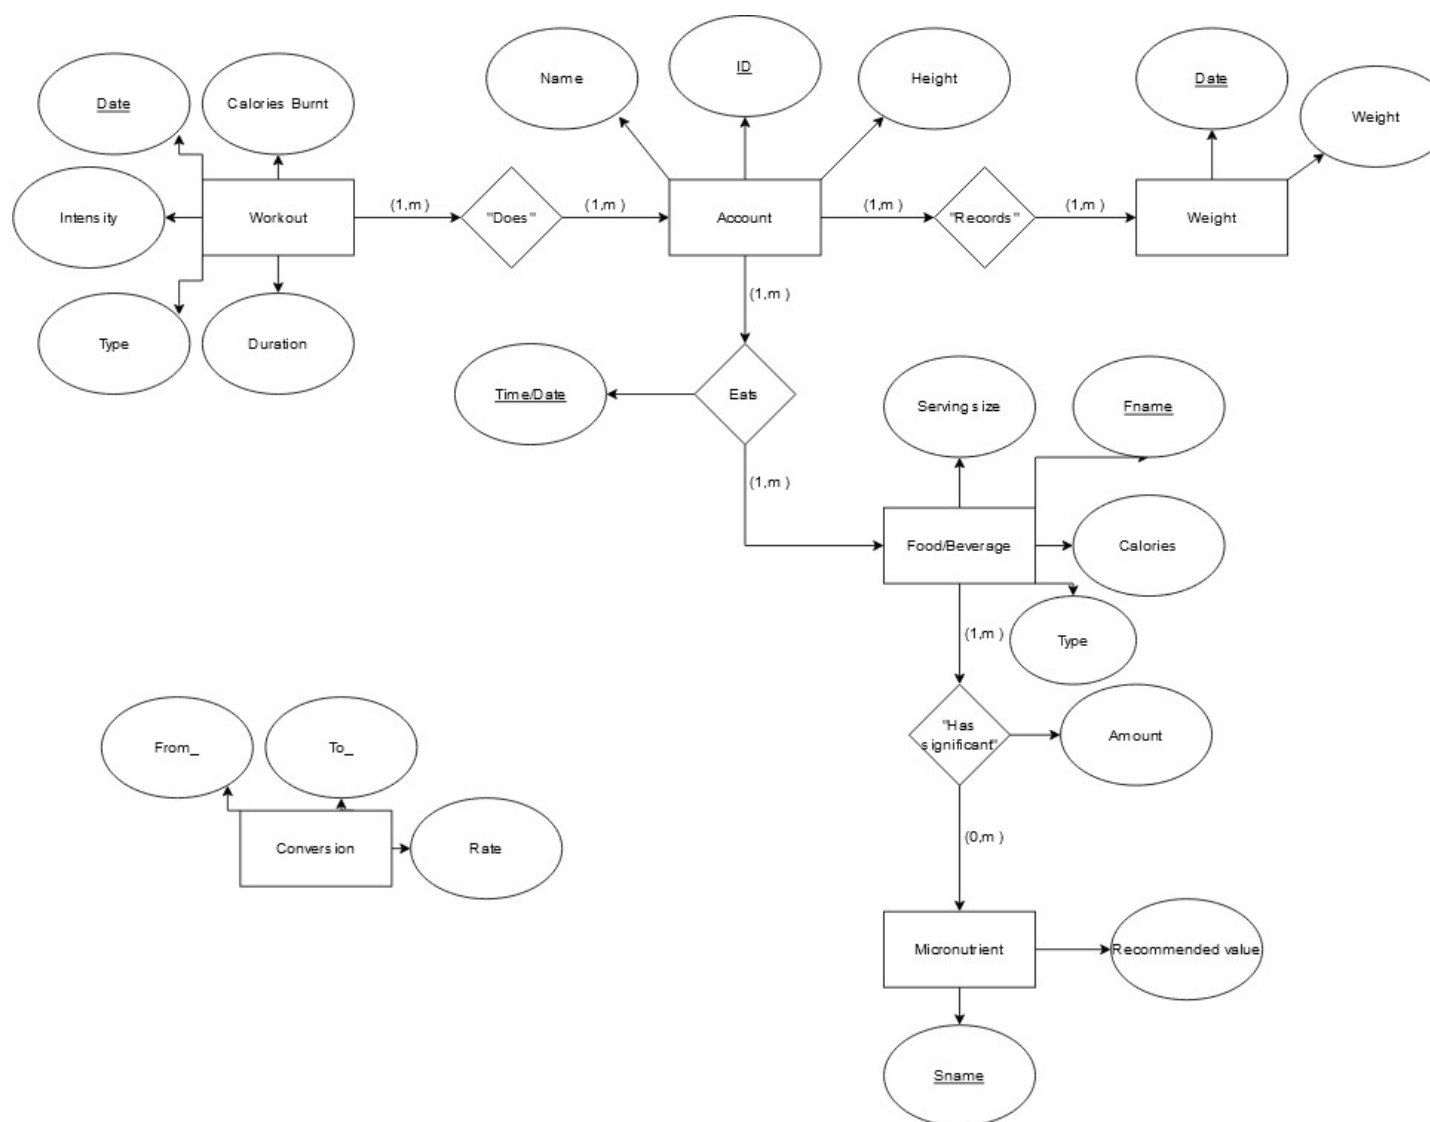 ID
Name
Height
Date
Calories Burnt
Date
Weight
Intensity
Workout
(1,m )
"Does"
(1,m )
Account
(1,m )
"Records"
(1,m )
Weight
(1,m )
Type
Duration
Time/Date
Eats
Serving size
Fname
(1,m )
Food/Beverage
Calories
(1,m )
Type
"Has
significant"
Amount
From_
To_
(0,m )
Conversion
Rate
Micronutrient
Recommended value
Sname